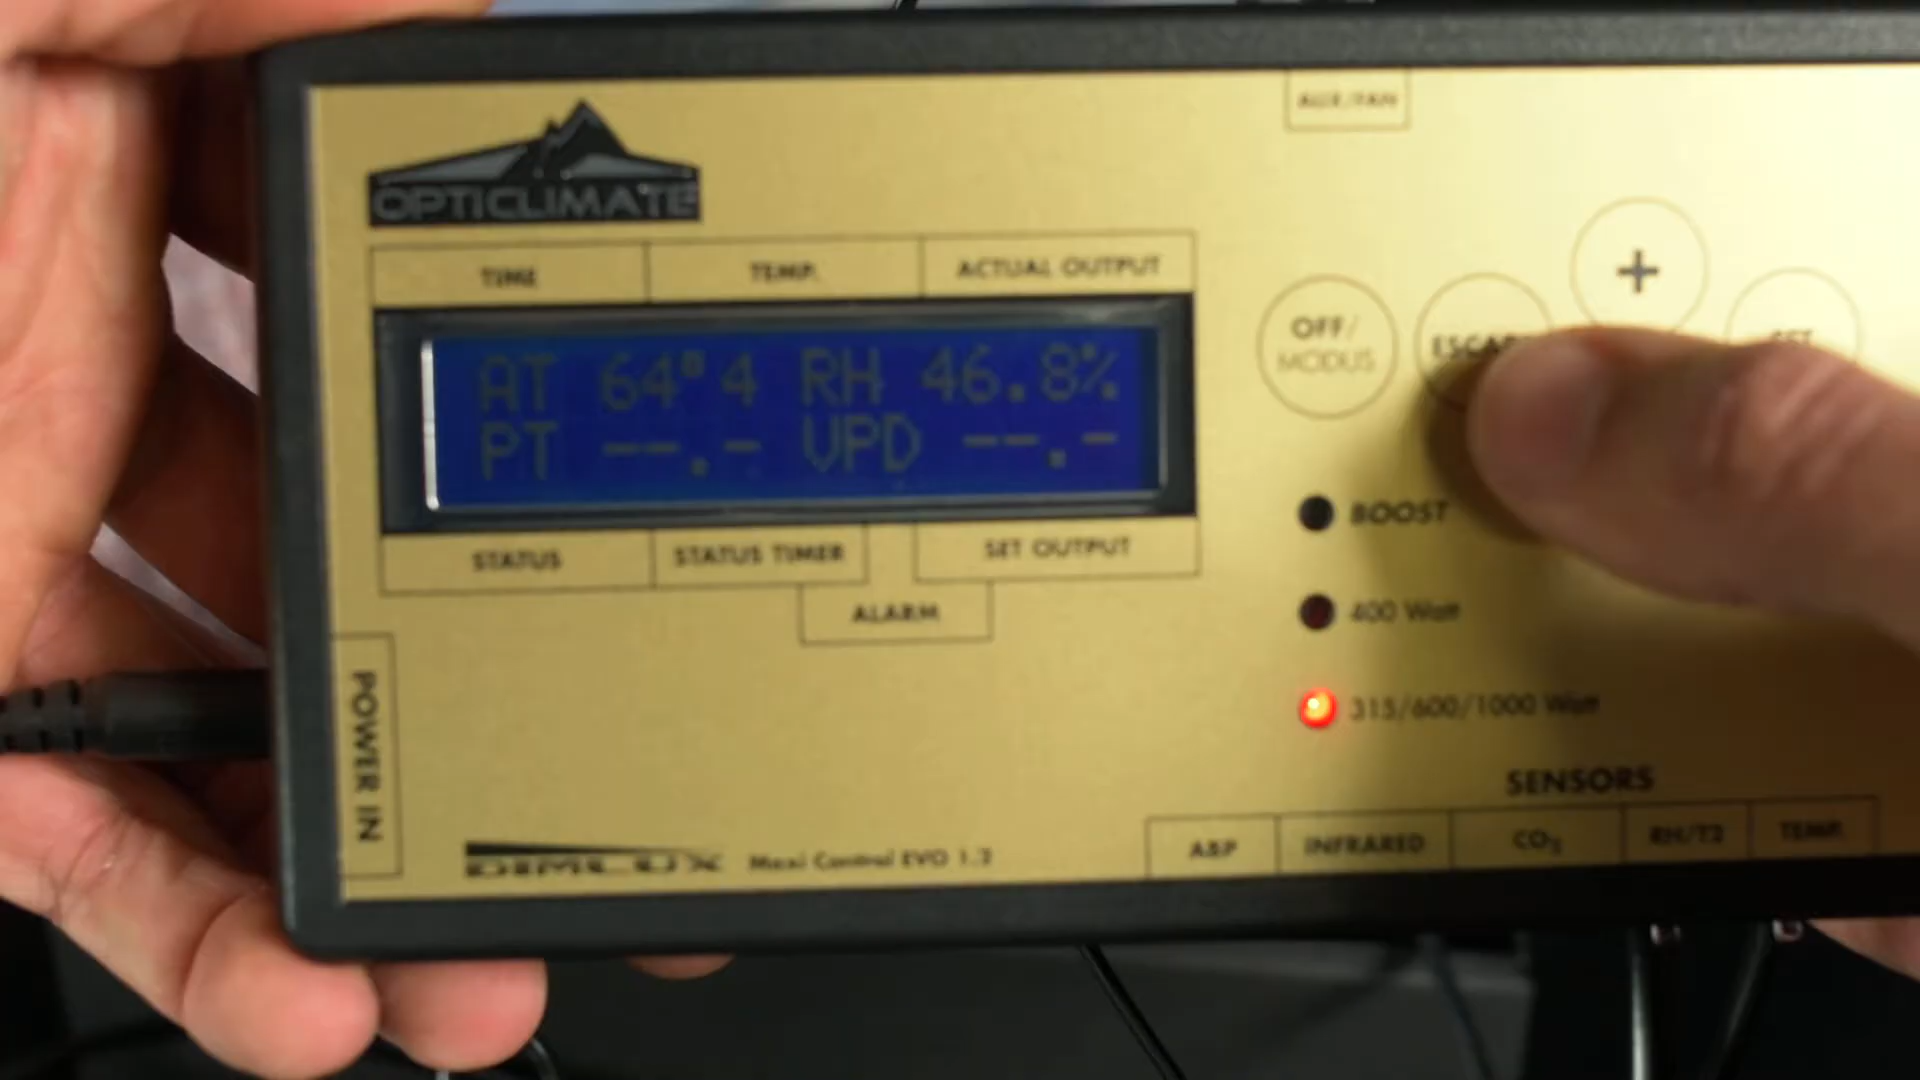 AUX/FAN
OPTICLIMATE
TIME TEMP. ACTUAL OUTPUT
+
OFF/
MODUS
AT 64°4 RH 46.8%
PT --.- VPD --.-
STATUS STATUS TIMER SET OUTPUT
ALARM
BOOST
400 Watt
315/600/1000 Watt
POWER IN
SENSORS
A&P INFRARED CO₂ RH/T2 TEMP.
DIMLUX Maxi Control EVO 1.2